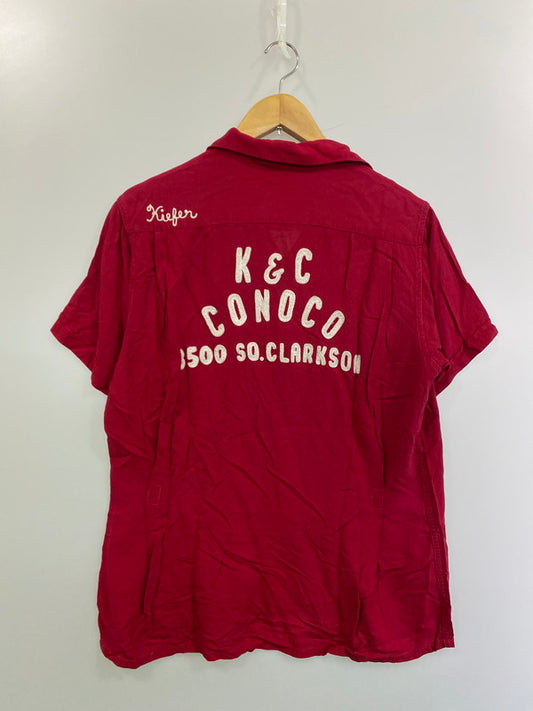 Kiefer
K & C
CONOCO
3500 SO. CLARKSON